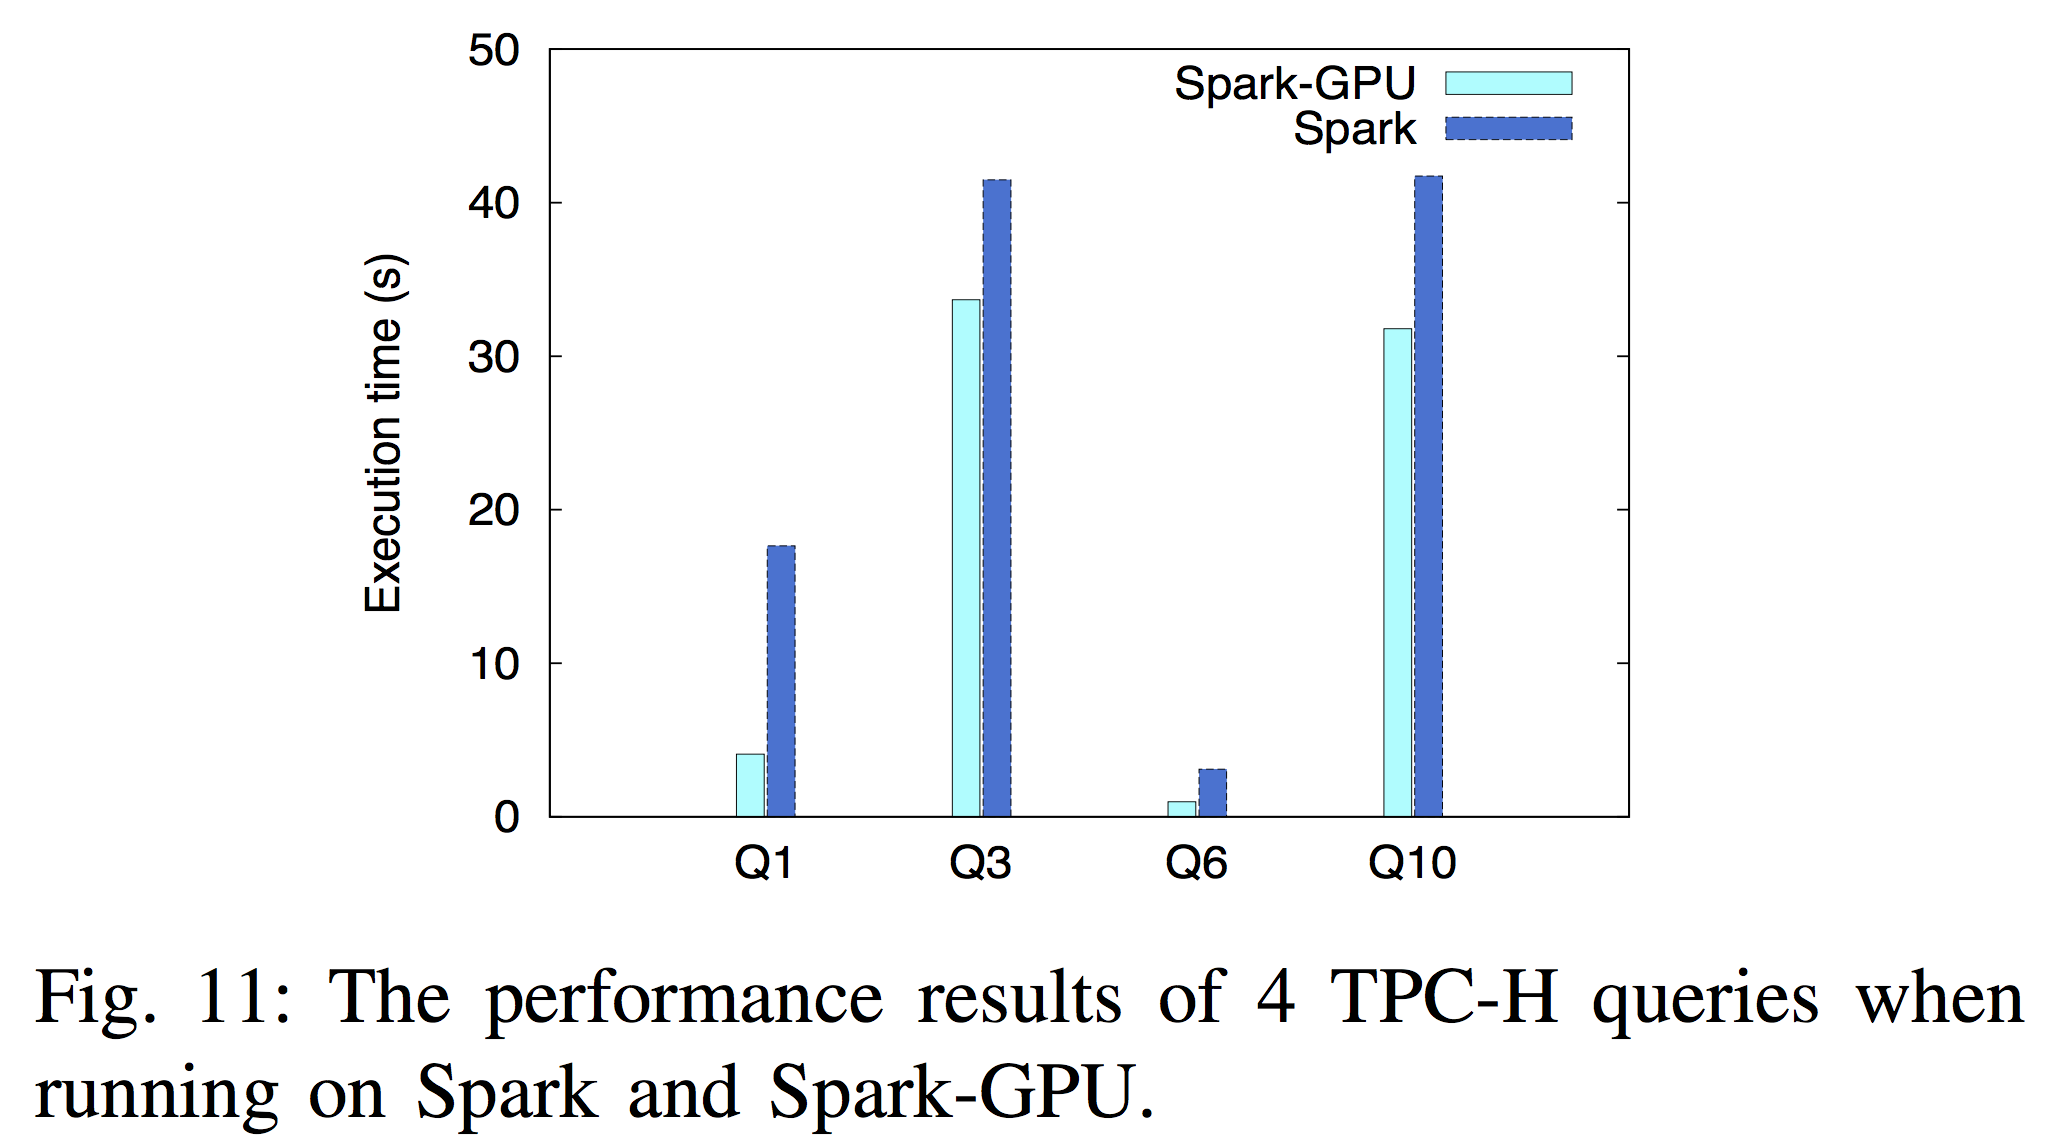 50
Spark-GPU
Spark
40
30
20
10
0
Execution time (s)
Q1 Q3 Q6 Q10
Fig. 11: The performance results of 4 TPC-H queries when
running on Spark and Spark-GPU.